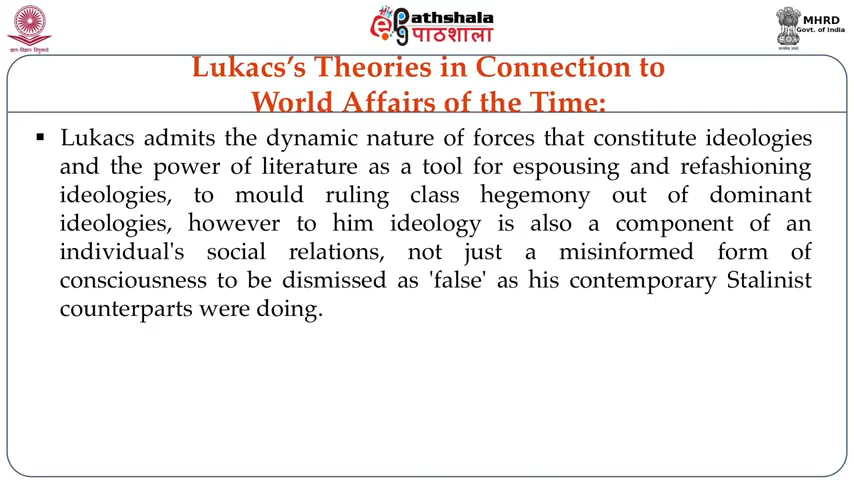 ePathshala
पाठशाला
MHRD
Govt. of India
Lukacs’s Theories in Connection to
World Affairs of the Time:
▪ Lukacs admits the dynamic nature of forces that constitute ideologies
and the power of literature as a tool for espousing and refashioning
ideologies, to mould ruling class hegemony out of dominant
ideologies, however to him ideology is also a component of an
individual's social relations, not just a misinformed form of
consciousness to be dismissed as 'false' as his contemporary Stalinist
counterparts were doing.